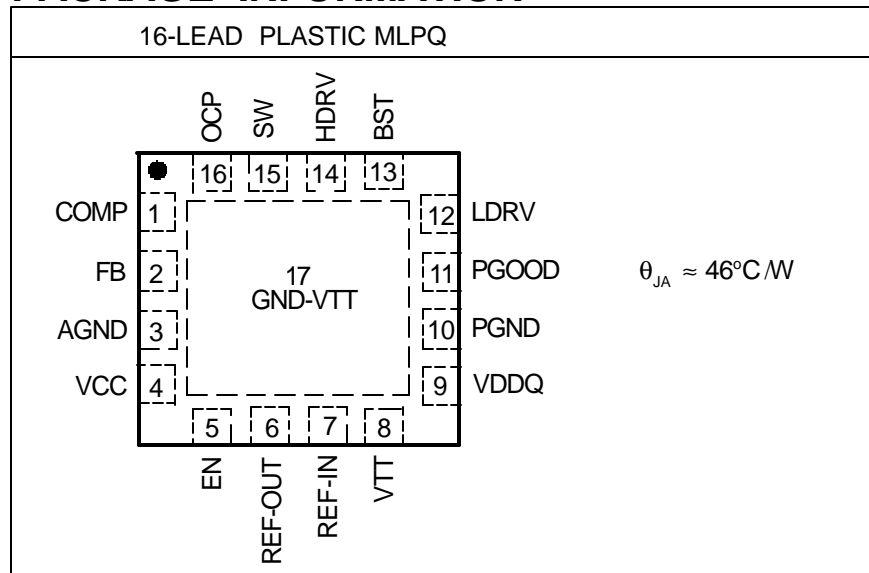 16-LEAD PLASTIC MLPQ
OCP
SW
HDRV
BST
16
15
14
13
COMP 1
12 LDRV
FB 2
11 PGOOD
θJA ≈ 46ºC/W
17
GND-VTT
AGND 3
10 PGND
VCC 4
9 VDDQ
5
6
7
8
EN
REF-OUT
REF-IN
VTT